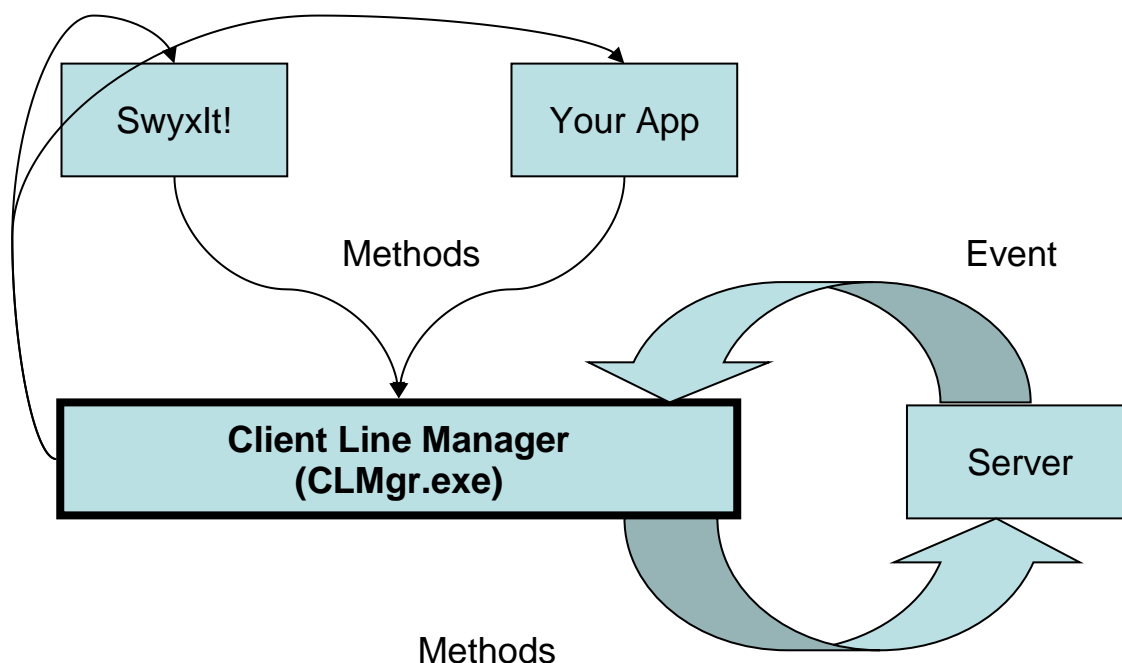 SwyxIt!
Your App
Methods
Event
Client Line Manager
(CLMgr.exe)
Server
Methods